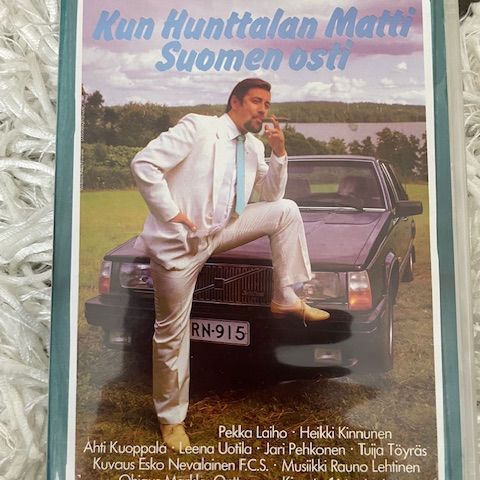 Kun Hunttalan Matti
Suomen osti
RN-915
Pekka Laiho · Heikki Kinnunen
Ahti Kuoppala · Leena Uotila · Jari Pehkonen · Tuija Töyräs
Kuvaus Esko Nevalainen F.C.S. · Musiikki Rauno Lehtinen
Ohjaus